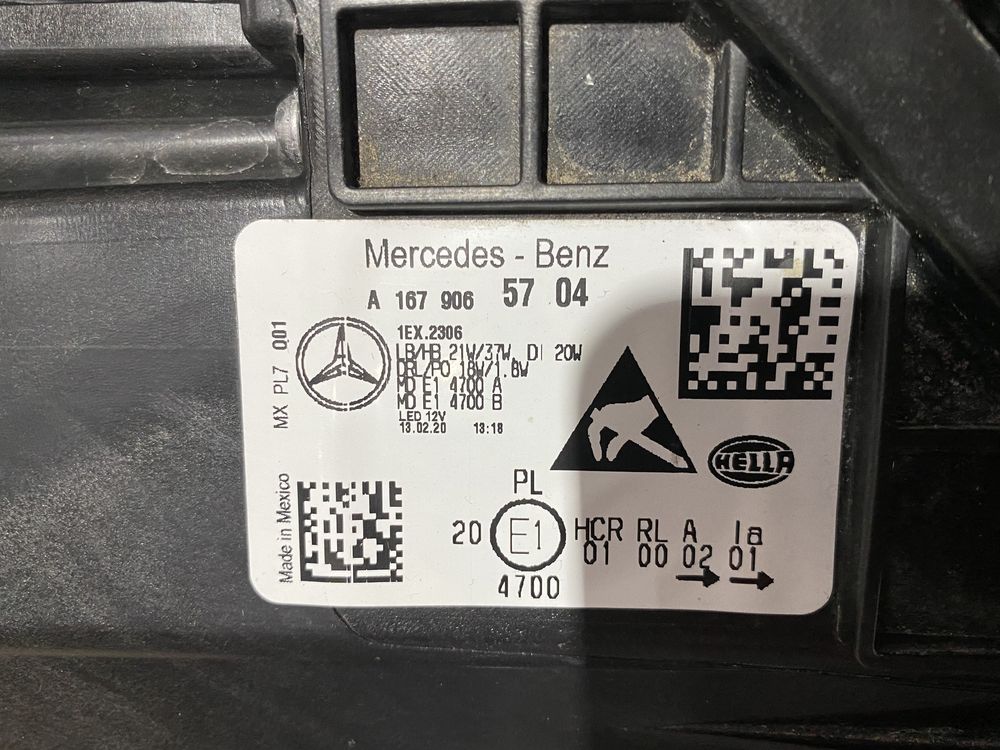 Mercedes - Benz
A 167 906 57 04
MX PL7 001
1EX.2306
LB/HB 21W/37W, DI 20W
DRL/PO 18W/1.8W
MD E1 4700 A
MD E1 4700 B
LED 12V
13.02.20 13:18
HELLA
Made in Mexico
PL
20 E1 HCR RL A Ia
01 00 02 01
4700